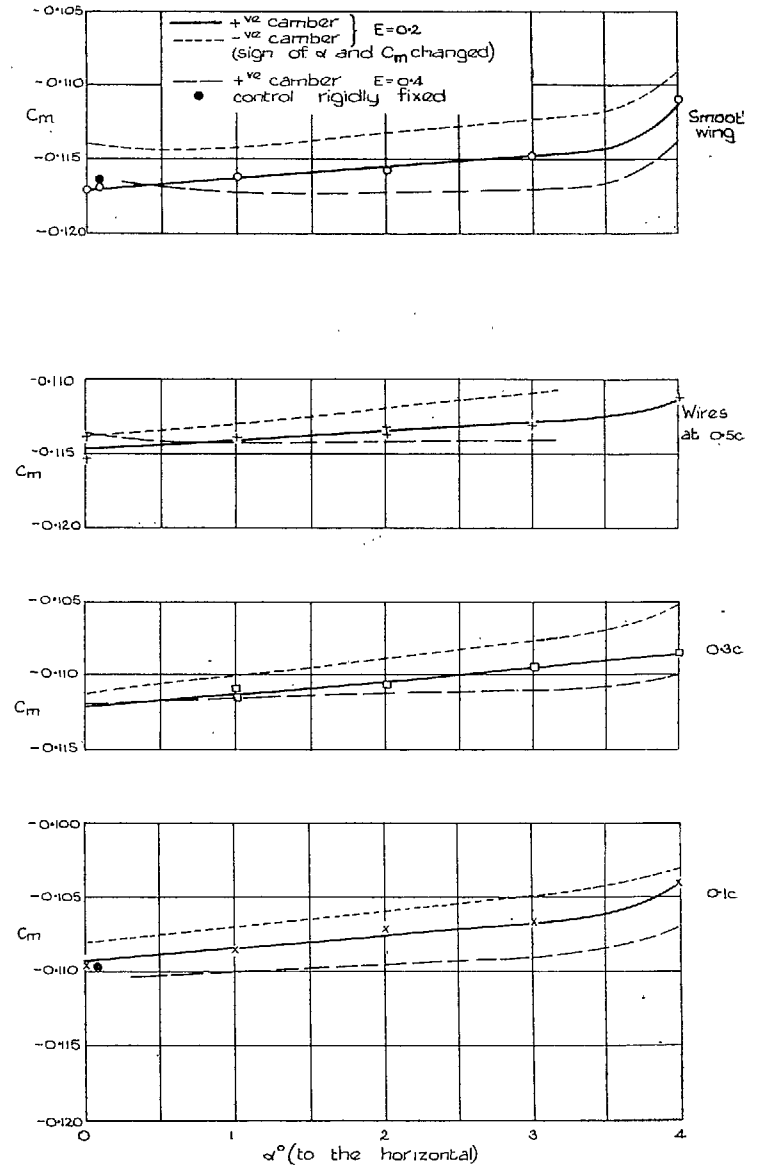 -0·105
+ve camber } E=0·2
-ve camber
(sign of α and Cm changed)
+ve camber E=0·4
● control rigidly fixed
-0·110
Cm
-0·115
-0·120
Smoot'
wing
-0·110
-0·115
Cm
-0·120
Wires
at 0·5c
-0·105
-0·110
Cm
-0·115
0·3c
-0·100
-0·105
Cm
-0·110
-0·115
-0·120
0·1c
0 1 2 3 4
α° (to the horizontal)